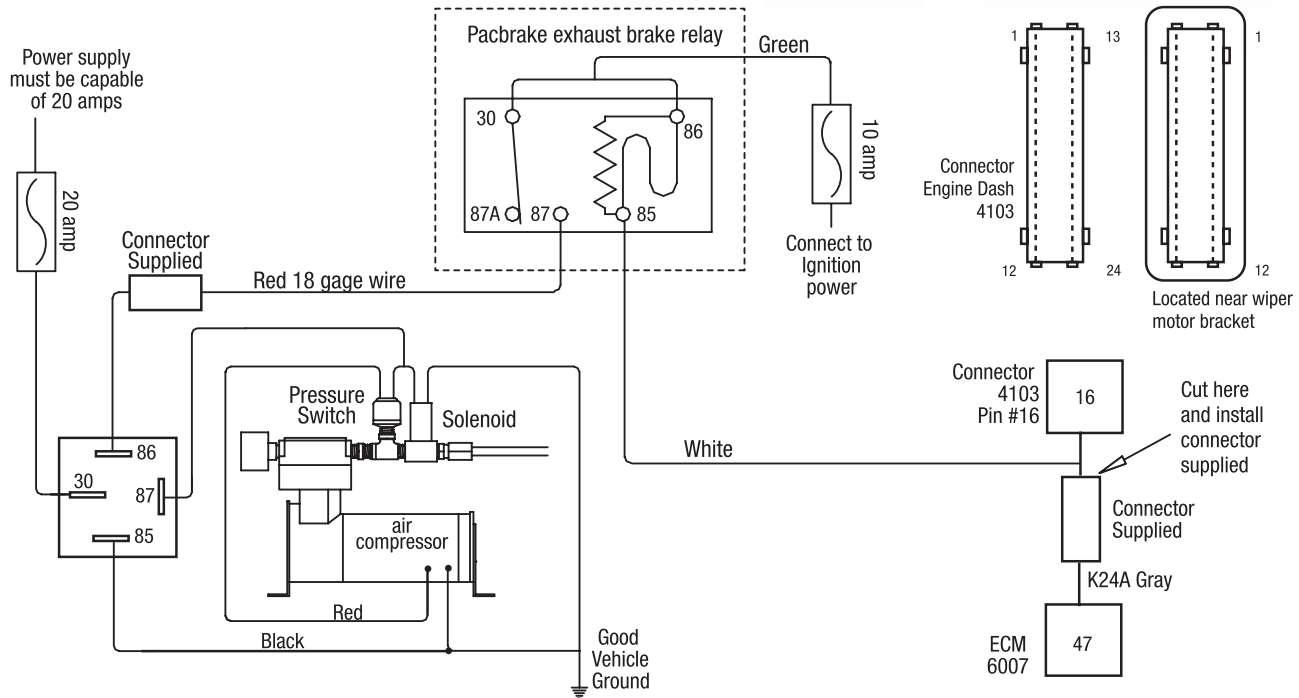 Power supply
must be capable
of 20 amps
20 amp
Connector
Supplied
Red 18 gage wire
Pacbrake exhaust brake relay
Green
30
86
87A
87
85
10 amp
Connect to
Ignition
power
1
13
Connector
Engine Dash
4103
12
24
1
12
Located near wiper
motor bracket
86
30
87
85
Pressure
Switch
Solenoid
air
compressor
Red
Black
Good
Vehicle
Ground
White
Connector
4103
Pin #16
16
Cut here
and install
connector
supplied
Connector
Supplied
K24A Gray
ECM
6007
47